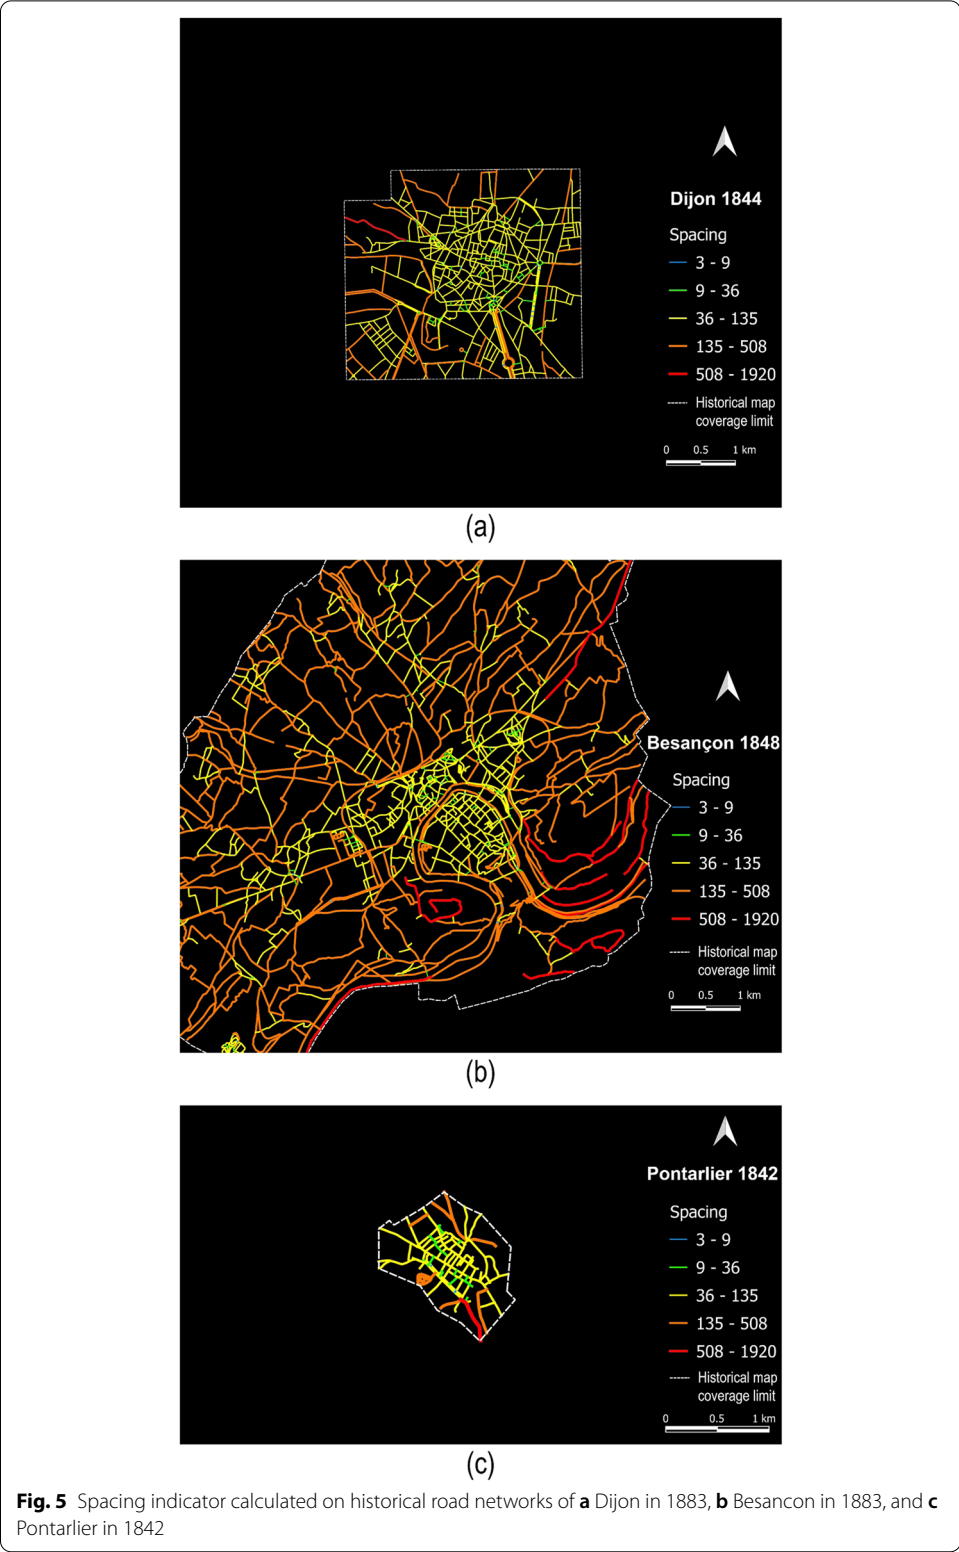 Dijon 1844
Spacing
3 - 9
9 - 36
36 - 135
135 - 508
508 - 1920
Historical map
coverage limit
0 0.5 1 km
(a)
Besançon 1848
Spacing
3 - 9
9 - 36
36 - 135
135 - 508
508 - 1920
Historical map
coverage limit
0 0.5 1 km
(b)
Pontarlier 1842
Spacing
3 - 9
9 - 36
36 - 135
135 - 508
508 - 1920
Historical map
coverage limit
0 0.5 1 km
(c)
Fig. 5 Spacing indicator calculated on historical road networks of a Dijon in 1883, b Besancon in 1883, and c
Pontarlier in 1842